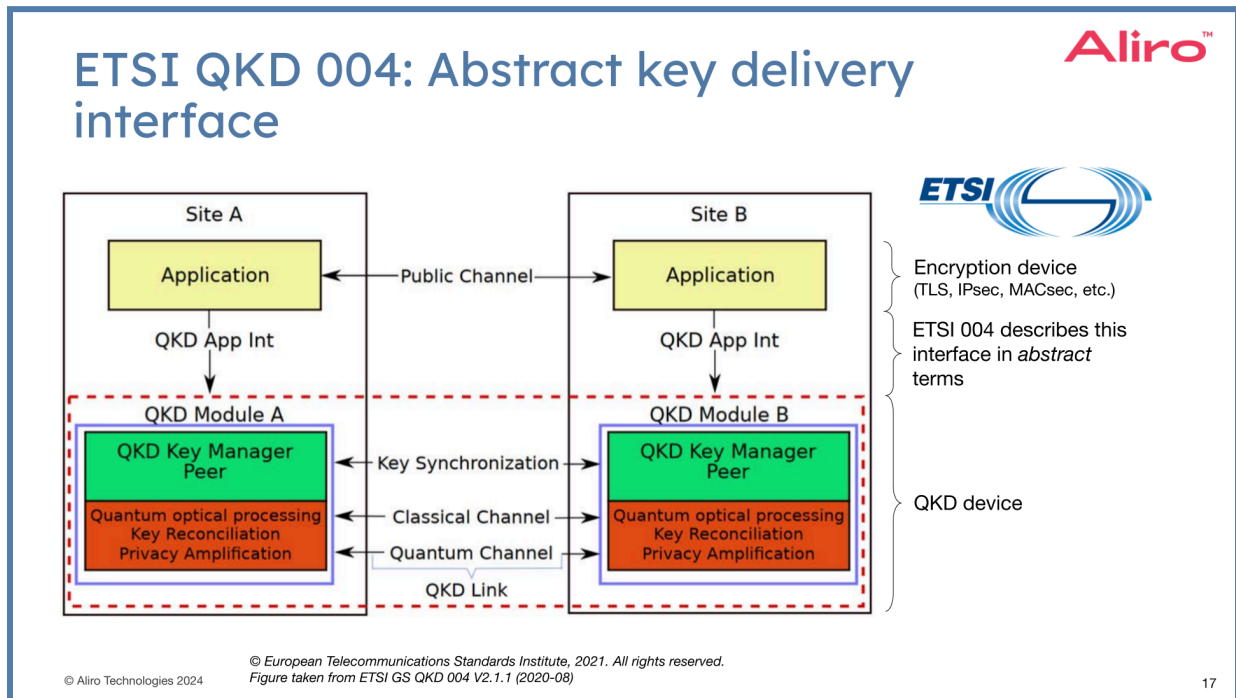 ETSI QKD 004: Abstract key delivery
interface
Aliro™
ETSI
Site A
Site B
Application
Public Channel
Application
QKD App Int
QKD App Int
QKD Module A
QKD Module B
QKD Key Manager
Peer
Key Synchronization
QKD Key Manager
Peer
Quantum optical processing
Key Reconciliation
Privacy Amplification
Classical Channel
Quantum Channel
QKD Link
Quantum optical processing
Key Reconciliation
Privacy Amplification
Encryption device
(TLS, IPsec, MACsec, etc.)
ETSI 004 describes this
interface in abstract
terms
QKD device
© Aliro Technologies 2024
© European Telecommunications Standards Institute, 2021. All rights reserved.
Figure taken from ETSI GS QKD 004 V2.1.1 (2020-08)
17